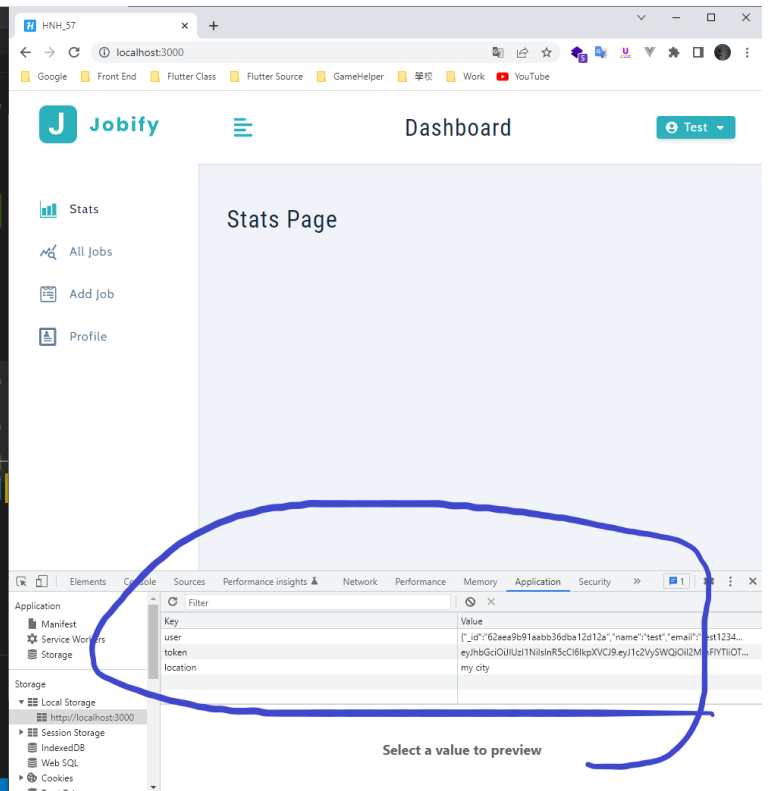 HNH_57
localhost:3000
Google Front End Flutter Class Flutter Source GameHelper 學校 Work YouTube
J Jobify Dashboard Test
Stats
Stats Page
All Jobs
Add Job
Profile
Elements Console Sources Performance insights Network Performance Memory Application Security » 1
Application
Manifest
Service Workers
Storage
Storage
Local Storage
http://localhost:3000
Session Storage
IndexedDB
Web SQL
Cookies
Filter
Key Value
user {"_id":"62aea9b91aabb36dba12d12a","name":"test","email":"test1234...
token
location my city
Select a value to preview